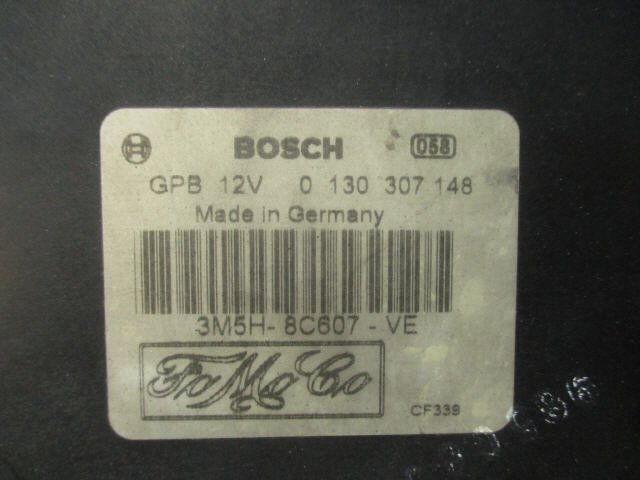 BOSCH 058
GPB 12V 0 130 307 148
Made in Germany
3M5H-8C607-VE
FoMoCo
CF339